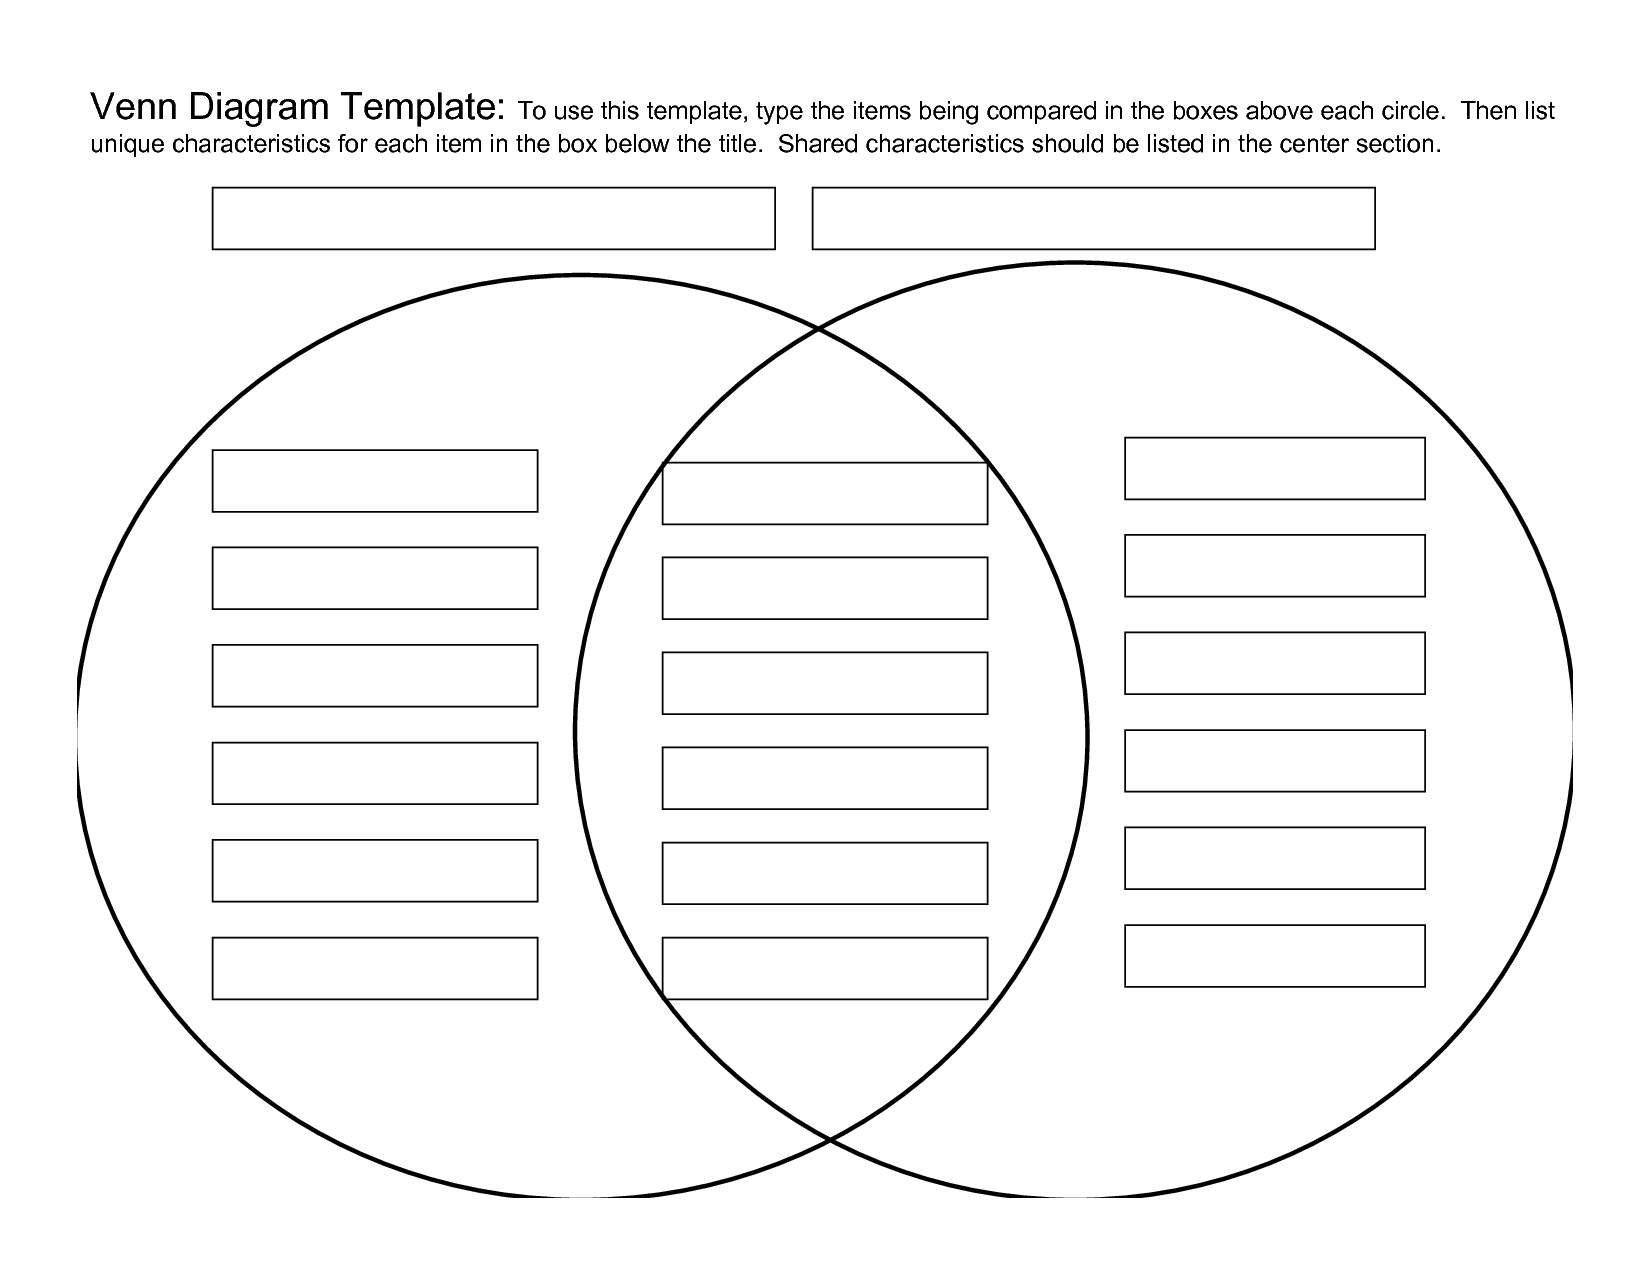 Venn Diagram Template: To use this template, type the items being compared in the boxes above each circle.  Then list
unique characteristics for each item in the box below the title.  Shared characteristics should be listed in the center section.